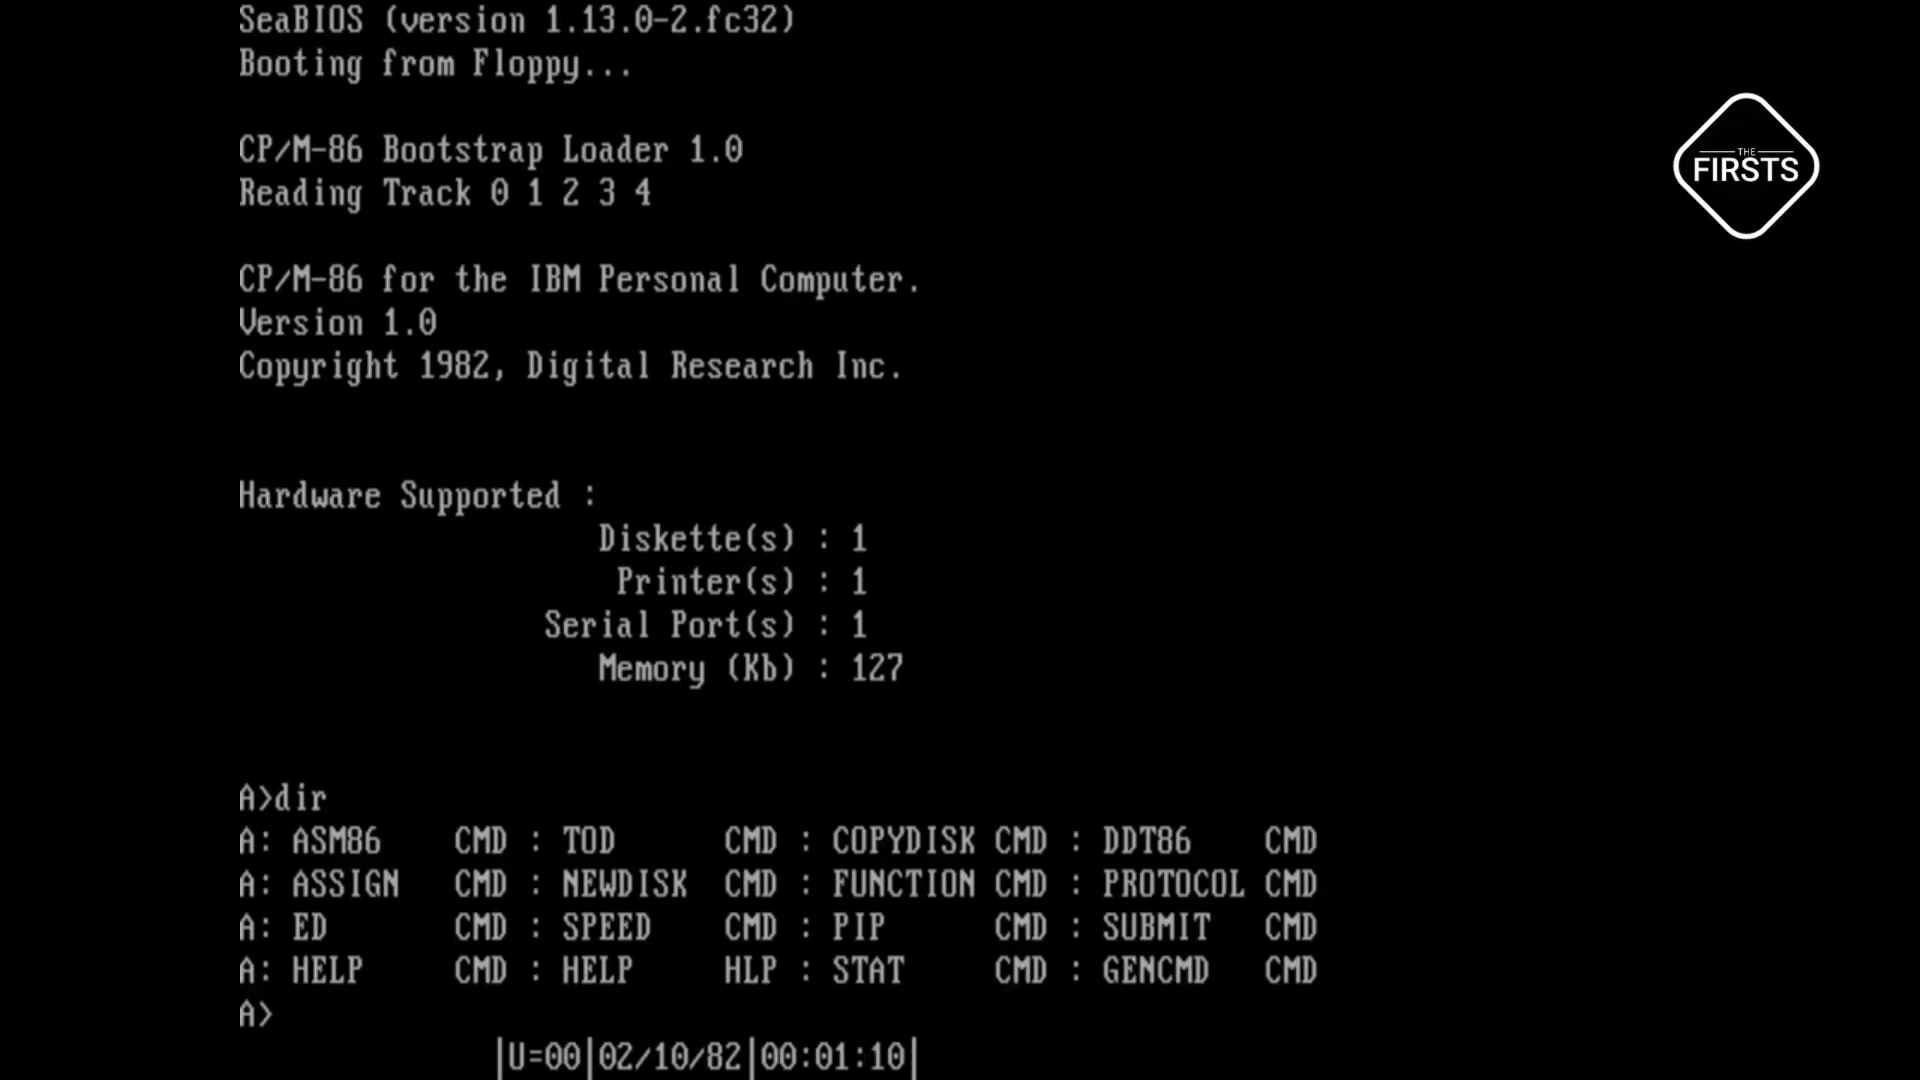 SeaBIOS (version 1.13.0-2.fc32)
Booting from Floppy...
THE
FIRSTS
CP/M-86 Bootstrap Loader 1.0
Reading Track 0 1 2 3 4
CP/M-86 for the IBM Personal Computer.
Version 1.0
Copyright 1982, Digital Research Inc.
Hardware Supported :
Diskette(s) : 1
Printer(s) : 1
Serial Port(s) : 1
Memory (Kb) : 127
A>dir
A: ASM86    CMD : TOD      CMD : COPYDISK CMD : DDT86    CMD
A: ASSIGN   CMD : NEWDISK  CMD : FUNCTION CMD : PROTOCOL CMD
A: ED       CMD : SPEED    CMD : PIP      CMD : SUBMIT   CMD
A: HELP     CMD : HELP     HLP : STAT     CMD : GENCMD   CMD
A>
|U=00|02/10/82|00:01:10|